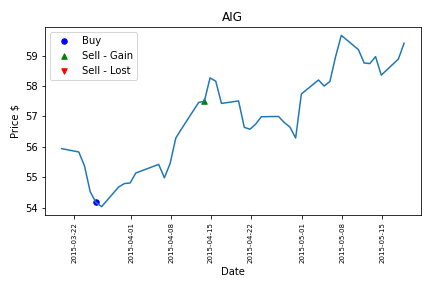 AIG
Buy
Sell - Gain
Sell - Lost
Price $
59
58
57
56
55
54
2015-03-22
2015-04-01
2015-04-08
2015-04-15
2015-04-22
2015-05-01
2015-05-08
2015-05-15
Date